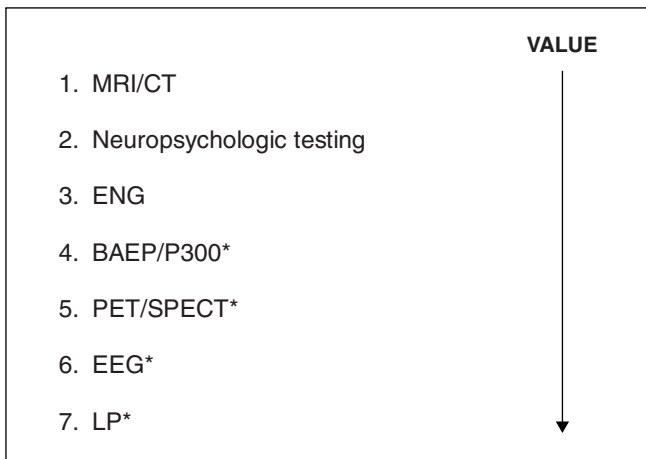 VALUE
1. MRI/CT
2. Neuropsychologic testing
3. ENG
4. BAEP/P300*
5. PET/SPECT*
6. EEG*
7. LP*